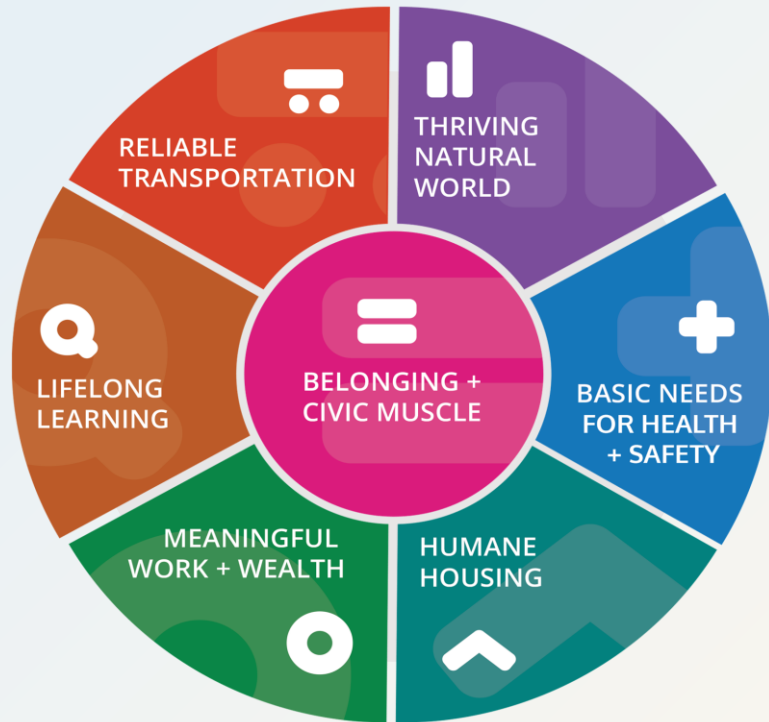 RELIABLE
TRANSPORTATION
THRIVING
NATURAL
WORLD
BASIC NEEDS
FOR HEALTH
+ SAFETY
HUMANE
HOUSING
MEANINGFUL
WORK + WEALTH
LIFELONG
LEARNING
BELONGING +
CIVIC MUSCLE